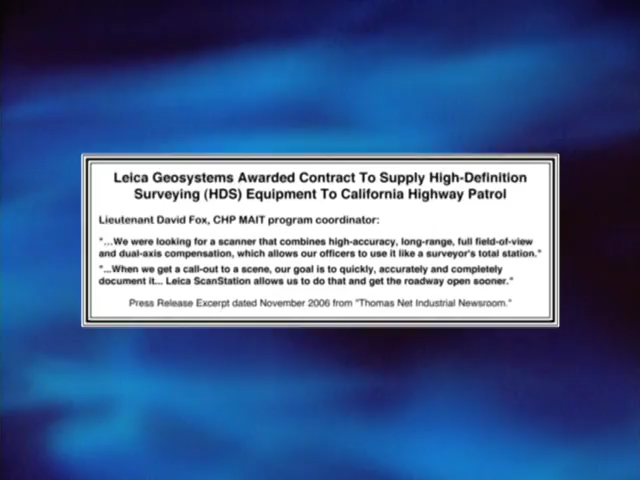 Leica Geosystems Awarded Contract To Supply High-Definition
Surveying (HDS) Equipment To California Highway Patrol
Lieutenant David Fox, CHP MAIT program coordinator:
"...We were looking for a scanner that combines high-accuracy, long-range, full field-of-view
and dual-axis compensation, which allows our officers to use it like a surveyor's total station."
"...When we get a call-out to a scene, our goal is to quickly, accurately and completely
document it... Leica ScanStation allows us to do that and get the roadway open sooner."
Press Release Excerpt dated November 2006 from "Thomas Net Industrial Newsroom."